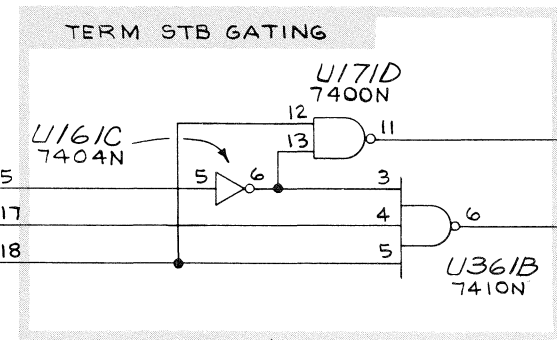 TERM STB GATING
U171D
7400N
12
11
U161C
13
7404N
5
5
6
3
17
4
6
18
5
U361B
7410N